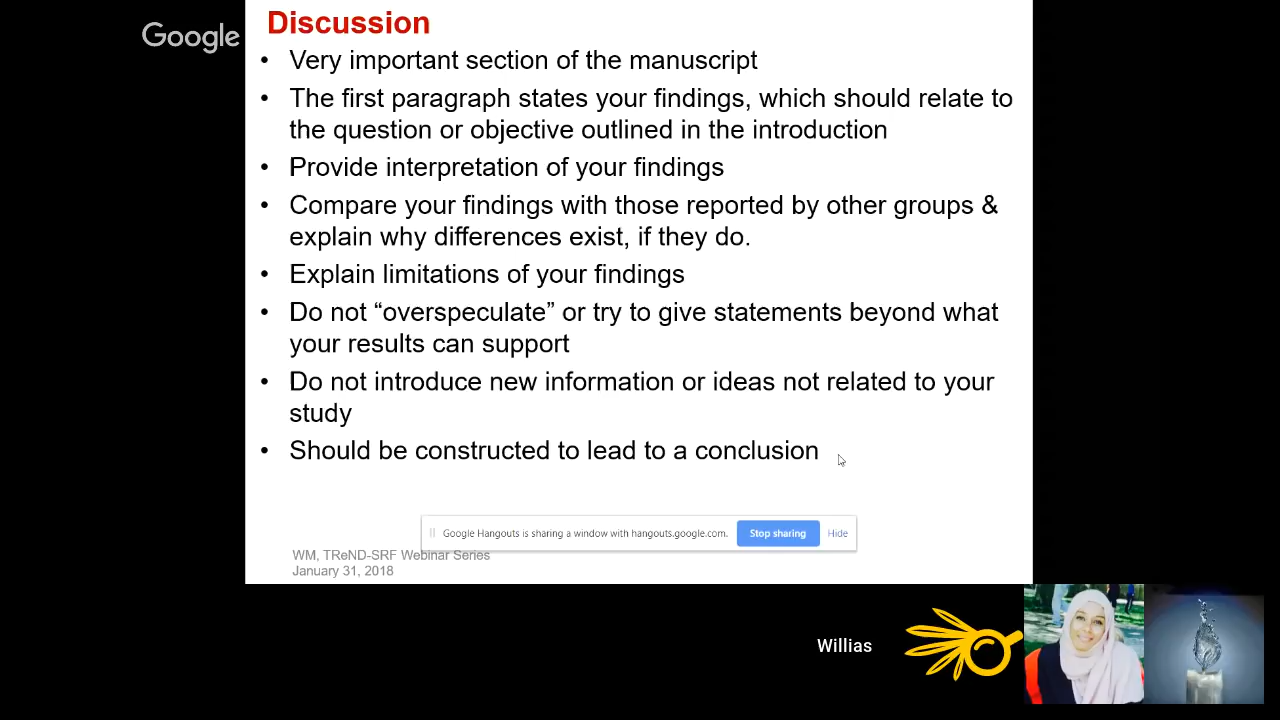 Google
Discussion
• Very important section of the manuscript
• The first paragraph states your findings, which should relate to
the question or objective outlined in the introduction
• Provide interpretation of your findings
• Compare your findings with those reported by other groups &
explain why differences exist, if they do.
• Explain limitations of your findings
• Do not “overspeculate” or try to give statements beyond what
your results can support
• Do not introduce new information or ideas not related to your
study
• Should be constructed to lead to a conclusion
Google Hangouts is sharing a window with hangouts.google.com. Stop sharing Hide
WM, TReND-SRF Webinar Series
January 31, 2018
Willias